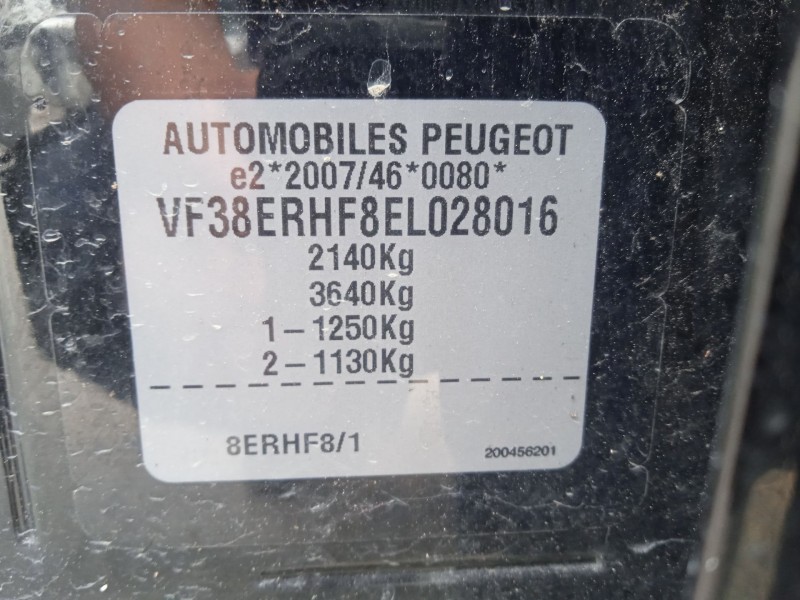 AUTOMOBILES PEUGEOT
e2*2007/46*0080*
VF38ERHF8EL028016
2140Kg
3640Kg
1-1250Kg
2-1130Kg
8ERHF8/1
200456201